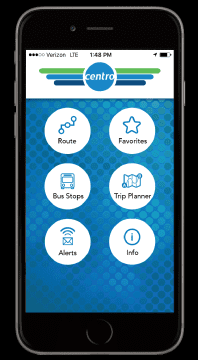 Verizon LTE 1:48 PM
centro
Route Favorites
Bus Stops Trip Planner
Alerts Info